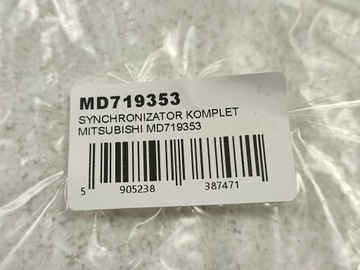 MD719353
SYNCHRONIZATOR KOMPLET
MITSUBISHI MD719353
5 905238 387471